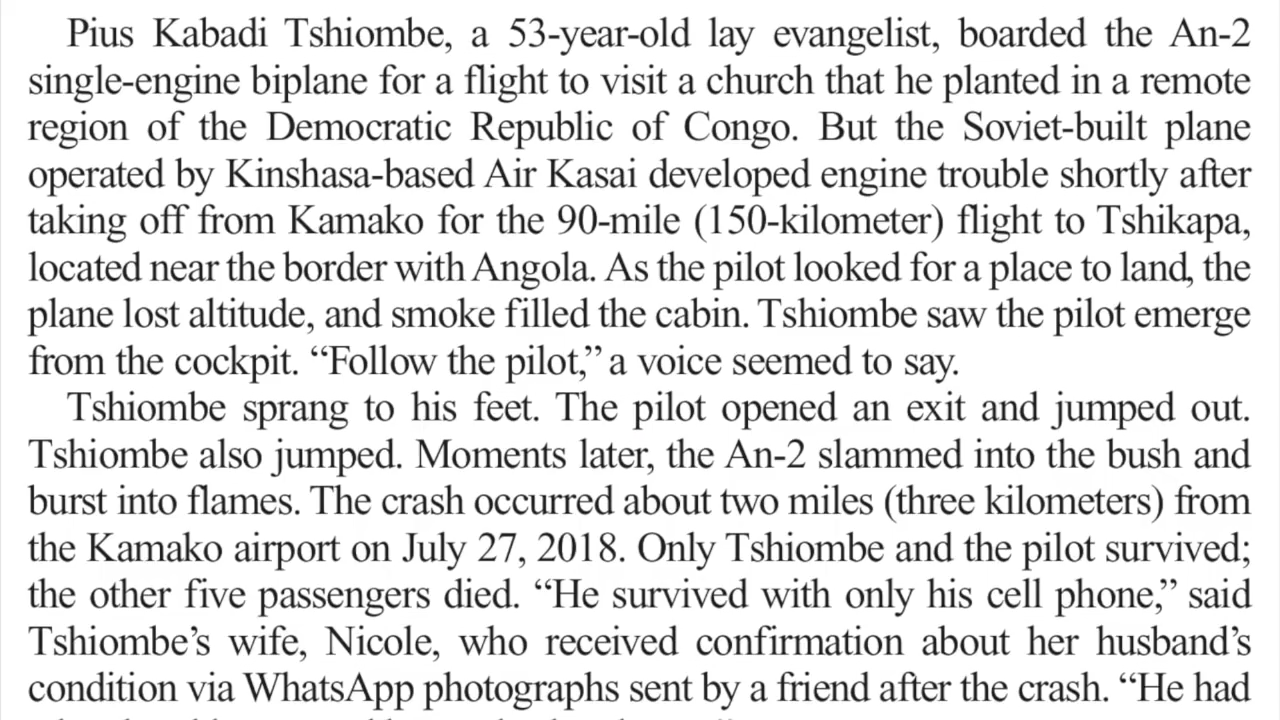 Pius Kabadi Tshiombe, a 53-year-old lay evangelist, boarded the An-2
single-engine biplane for a flight to visit a church that he planted in a remote
region of the Democratic Republic of Congo. But the Soviet-built plane
operated by Kinshasa-based Air Kasai developed engine trouble shortly after
taking off from Kamako for the 90-mile (150-kilometer) flight to Tshikapa,
located near the border with Angola. As the pilot looked for a place to land, the
plane lost altitude, and smoke filled the cabin. Tshiombe saw the pilot emerge
from the cockpit. “Follow the pilot,” a voice seemed to say.
Tshiombe sprang to his feet. The pilot opened an exit and jumped out.
Tshiombe also jumped. Moments later, the An-2 slammed into the bush and
burst into flames. The crash occurred about two miles (three kilometers) from
the Kamako airport on July 27, 2018. Only Tshiombe and the pilot survived;
the other five passengers died. “He survived with only his cell phone,” said
Tshiombe’s wife, Nicole, who received confirmation about her husband’s
condition via WhatsApp photographs sent by a friend after the crash. “He had